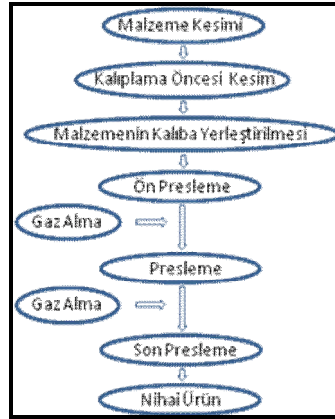 Malzeme Kesimi
Kalıplama Öncesi Kesim
Malzemenin Kalıba Yerleştirilmesi
Ön Presleme
Gaz Alma
Presleme
Gaz Alma
Son Presleme
Nihai Ürün